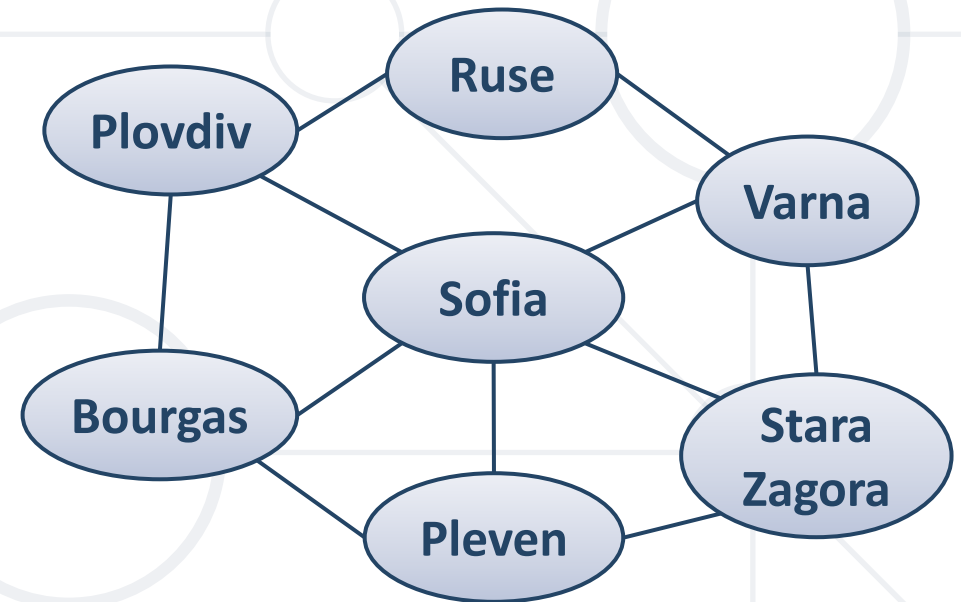 Ruse
Plovdiv
Varna
Sofia
Bourgas
Stara
Zagora
Pleven